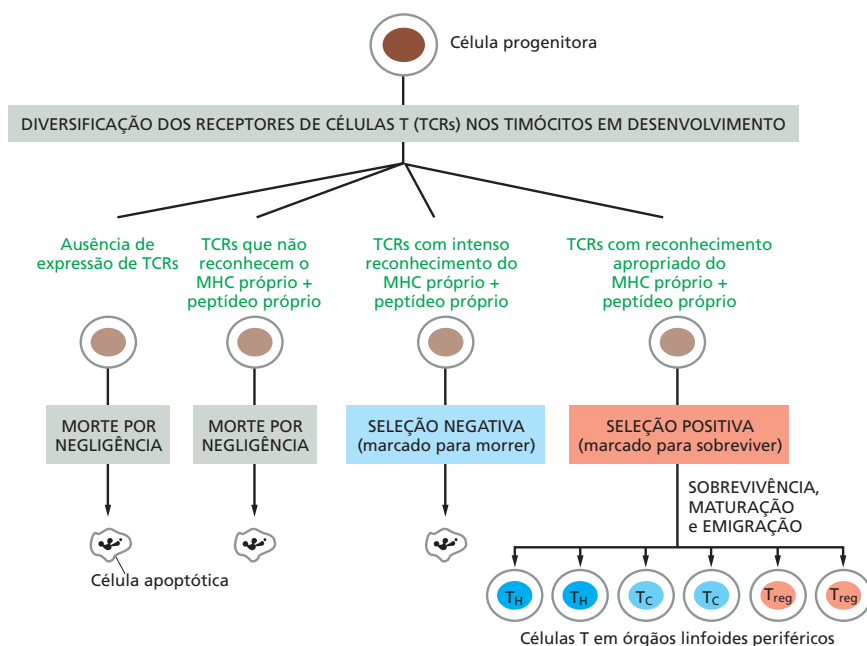 Célula progenitora
DIVERSIFICAÇÃO DOS RECEPTORES DE CÉLULAS T (TCRs) NOS TIMÓCITOS EM DESENVOLVIMENTO
Ausência de
expressão de TCRs
TCRs que não
reconhecem o
MHC próprio +
peptídeo próprio
TCRs com intenso
reconhecimento do
MHC próprio +
peptídeo próprio
TCRs com reconhecimento
apropriado do
MHC próprio +
peptídeo próprio
MORTE POR
NEGLIGÊNCIA
MORTE POR
NEGLIGÊNCIA
SELEÇÃO NEGATIVA
(marcado para morrer)
SELEÇÃO POSITIVA
(marcado para sobreviver)
SOBREVIVÊNCIA,
MATURAÇÃO
e EMIGRAÇÃO
Célula apoptótica
TH
TH
TC
TC
Treg
Treg
Células T em órgãos linfoides periféricos